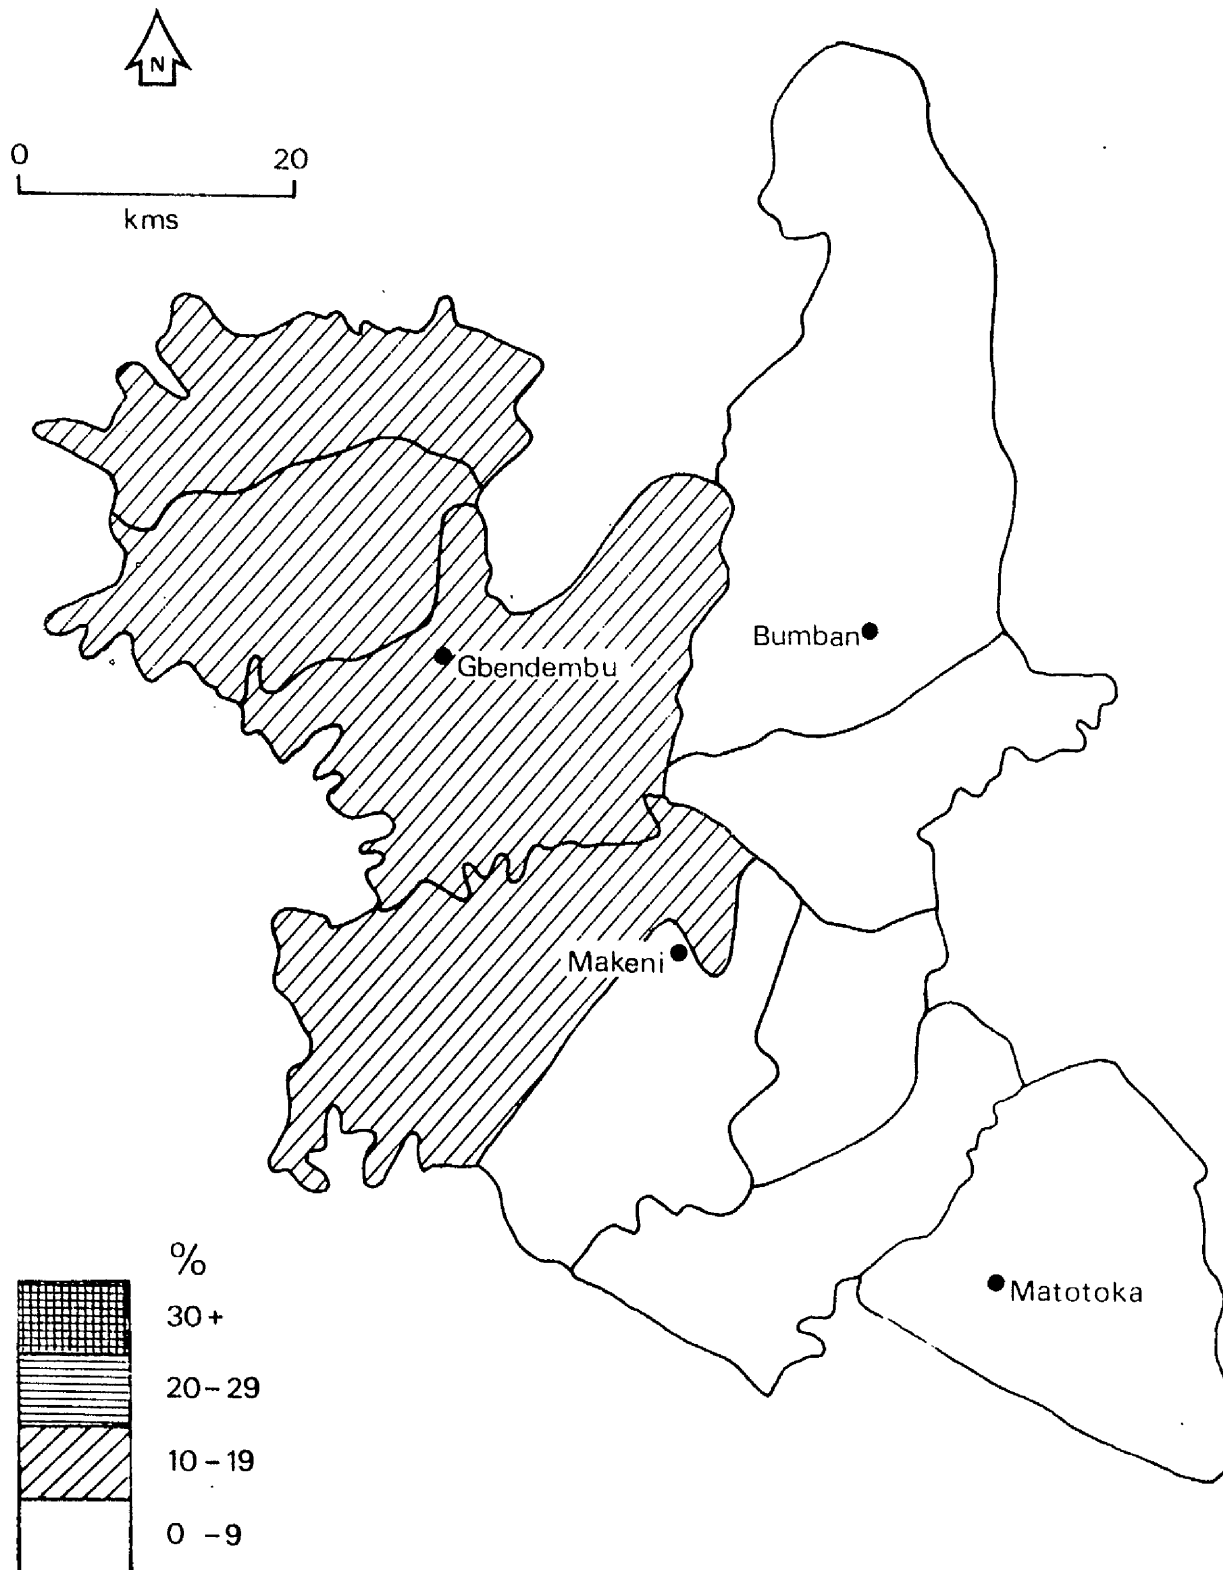 N
0 20
kms
Bumban
Gbendembu
Makeni
Matotoka
%
30+
20-29
10-19
0-9